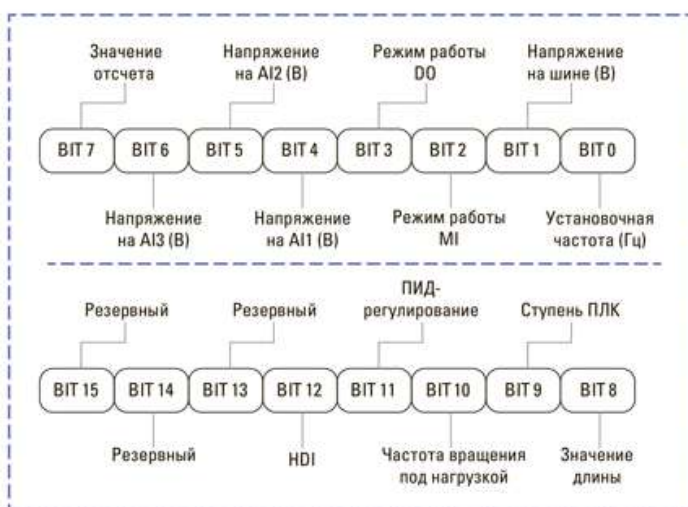 Значение Напряжение Режим работы Напряжение
отсчета на AI2 (В) DO на шине (В)
BIT 7 BIT 6 BIT 5 BIT 4 BIT 3 BIT 2 BIT 1 BIT 0
Напряжение Напряжение Режим работы Установочная
на AI3 (В) на AI1 (В) MI частота (Гц)
ПИД-
Резервный Резервный регулирование Ступень ПЛК
BIT 15 BIT 14 BIT 13 BIT 12 BIT 11 BIT 10 BIT 9 BIT 8
Резервный HDI Частота вращения Значение
под нагрузкой длины